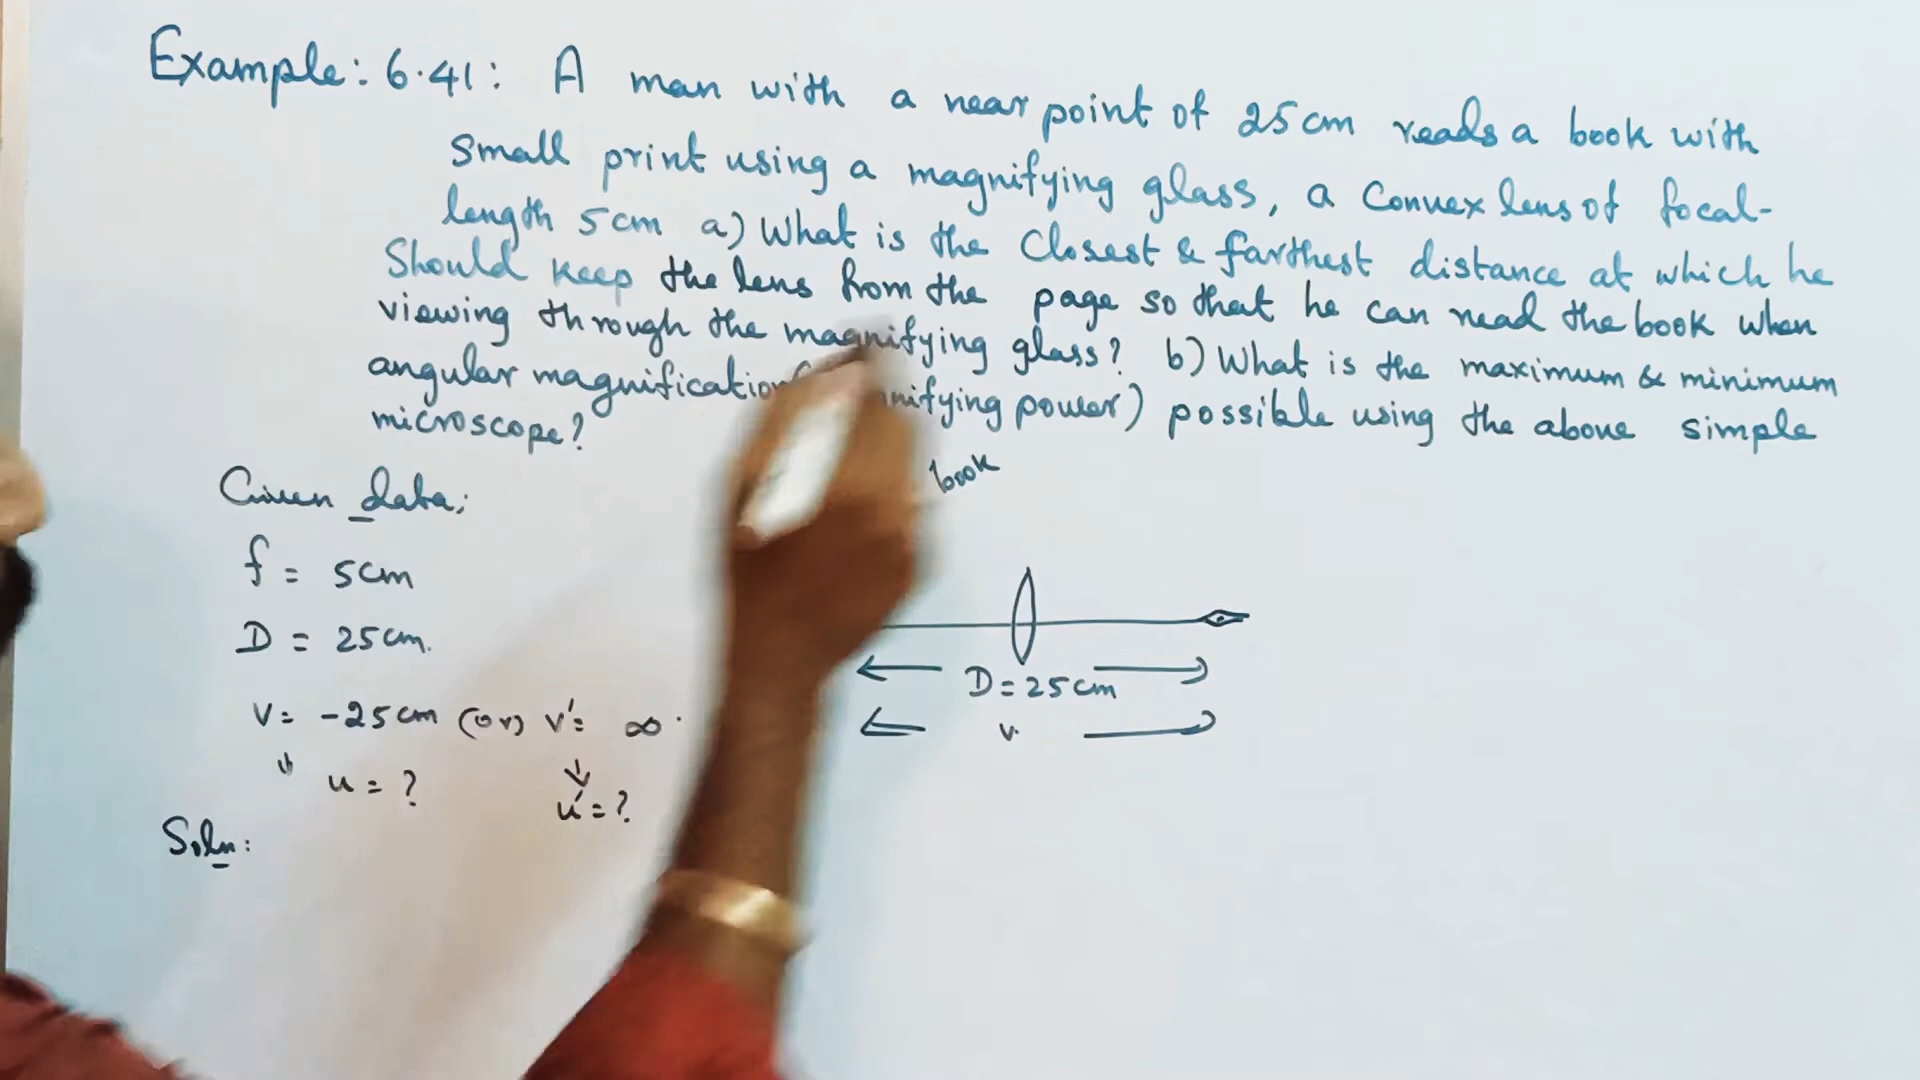 Example: 6.41: A man with a near point of 25cm reads a book with
small print using a magnifying glass, a convex lens of focal-
length 5cm a) What is the closest & farthest distance at which he
should keep the lens from the page so that he can read the book when
viewing through the magnifying glass? b) What is the maximum & minimum
angular magnification power) possible using the above simple
microscope?
book
Given data;
f = 5cm
D = 25cm.
v = -25cm (or) v' = ∞
u = ? u' = ?
D = 25cm
v
Soln: